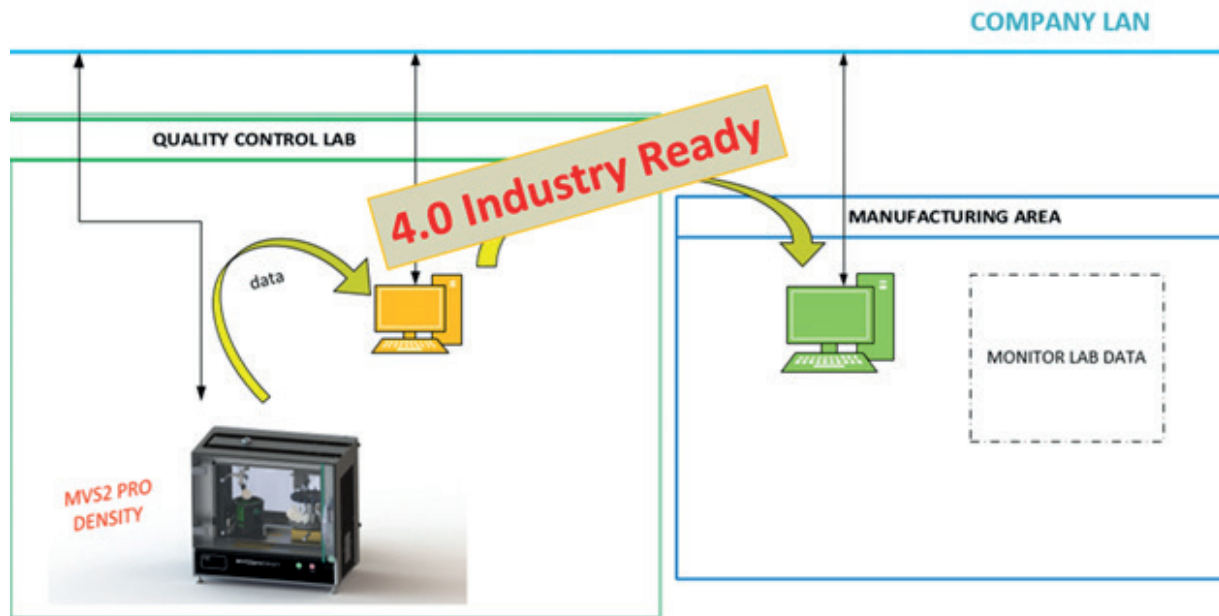 COMPANY LAN
QUALITY CONTROL LAB
4.0 Industry Ready
MANUFACTURING AREA
data
MONITOR LAB DATA
MVS2 PRO
DENSITY